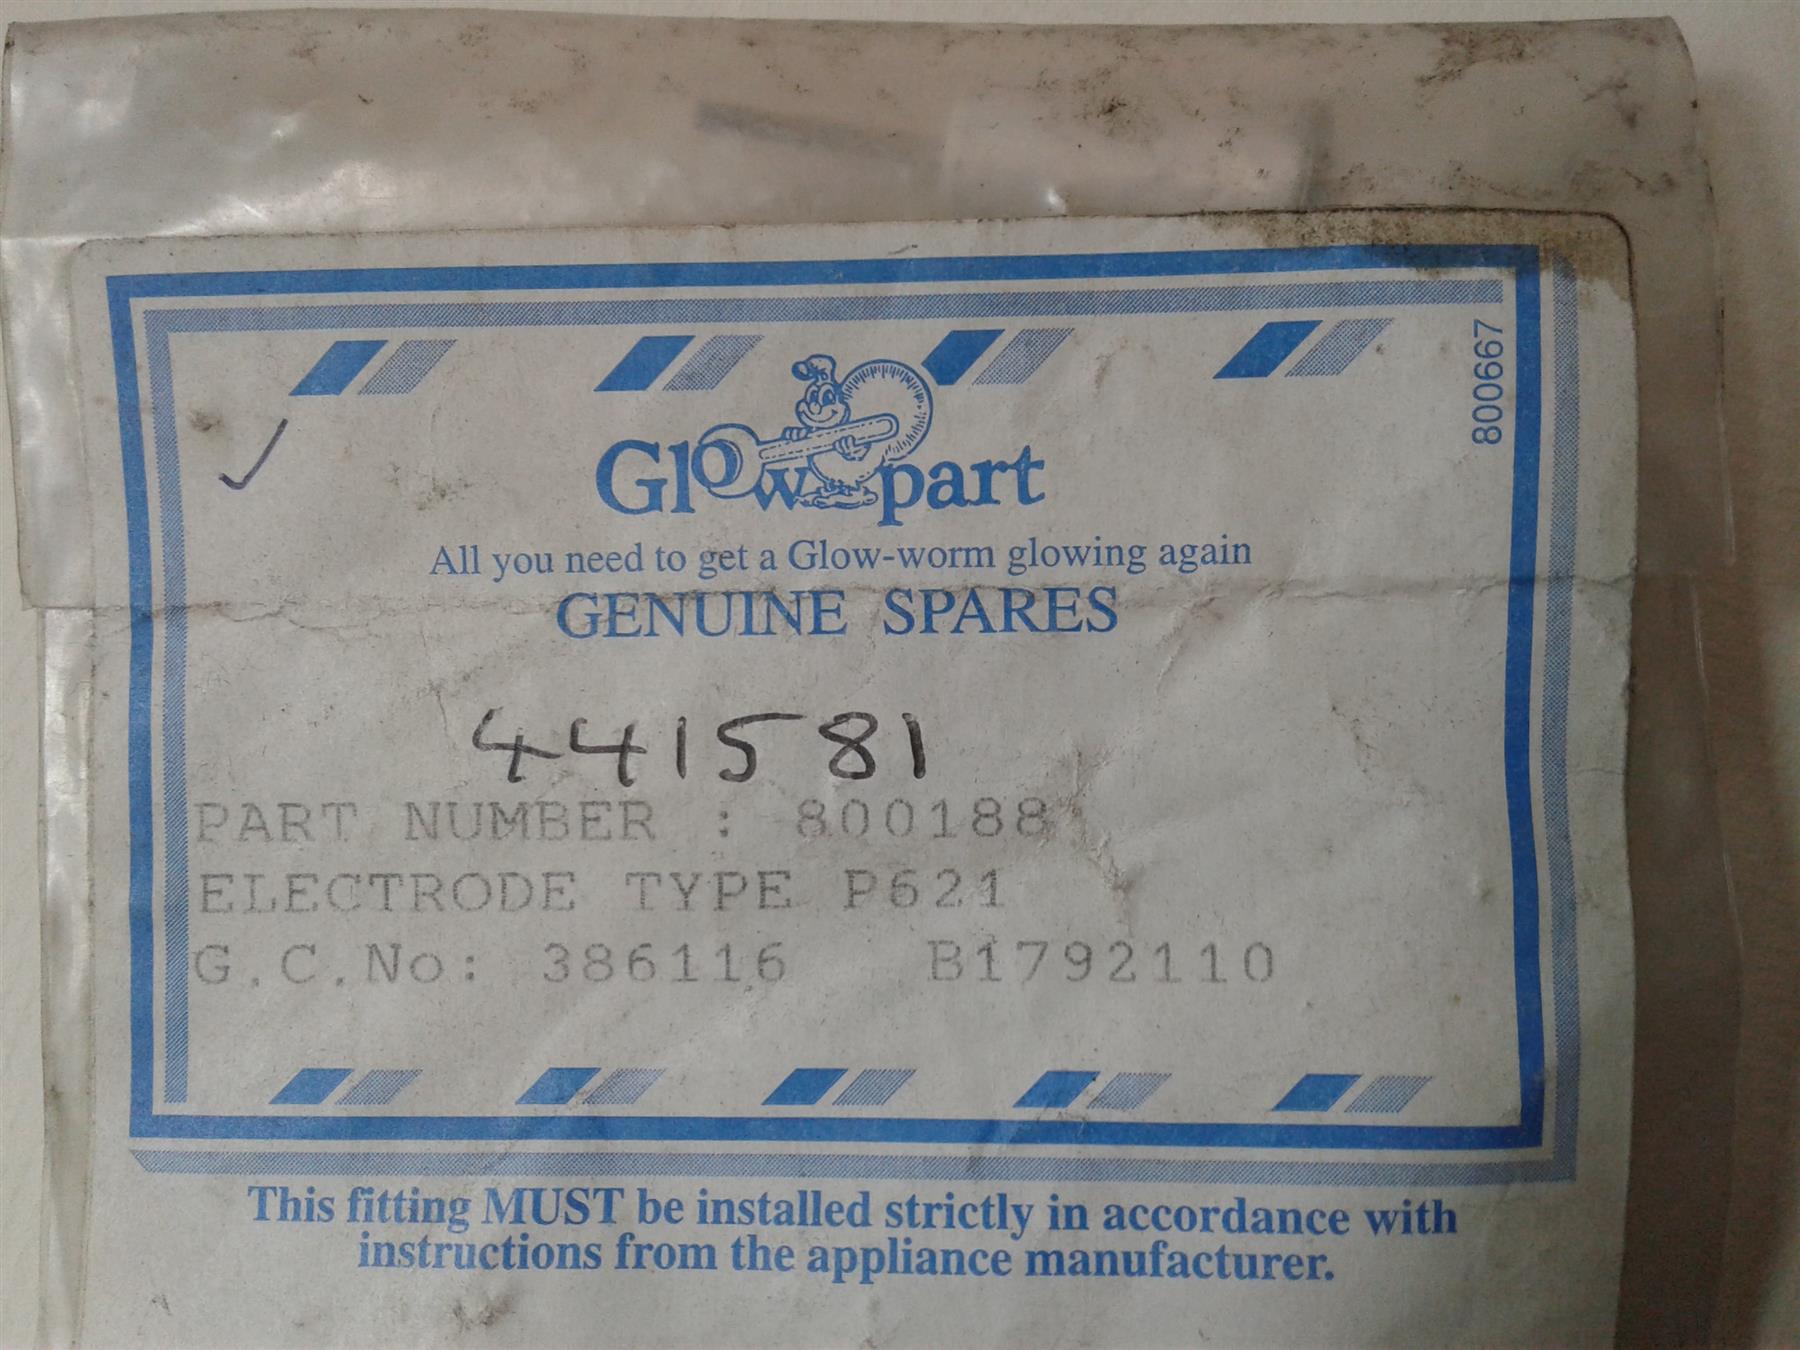 800667
Glow part
All you need to get a Glow-worm glowing again
GENUINE SPARES
441581
PART NUMBER : 800188
ELECTRODE TYPE P621
G.C.No: 386116 B1792110
This fitting MUST be installed strictly in accordance with
instructions from the appliance manufacturer.